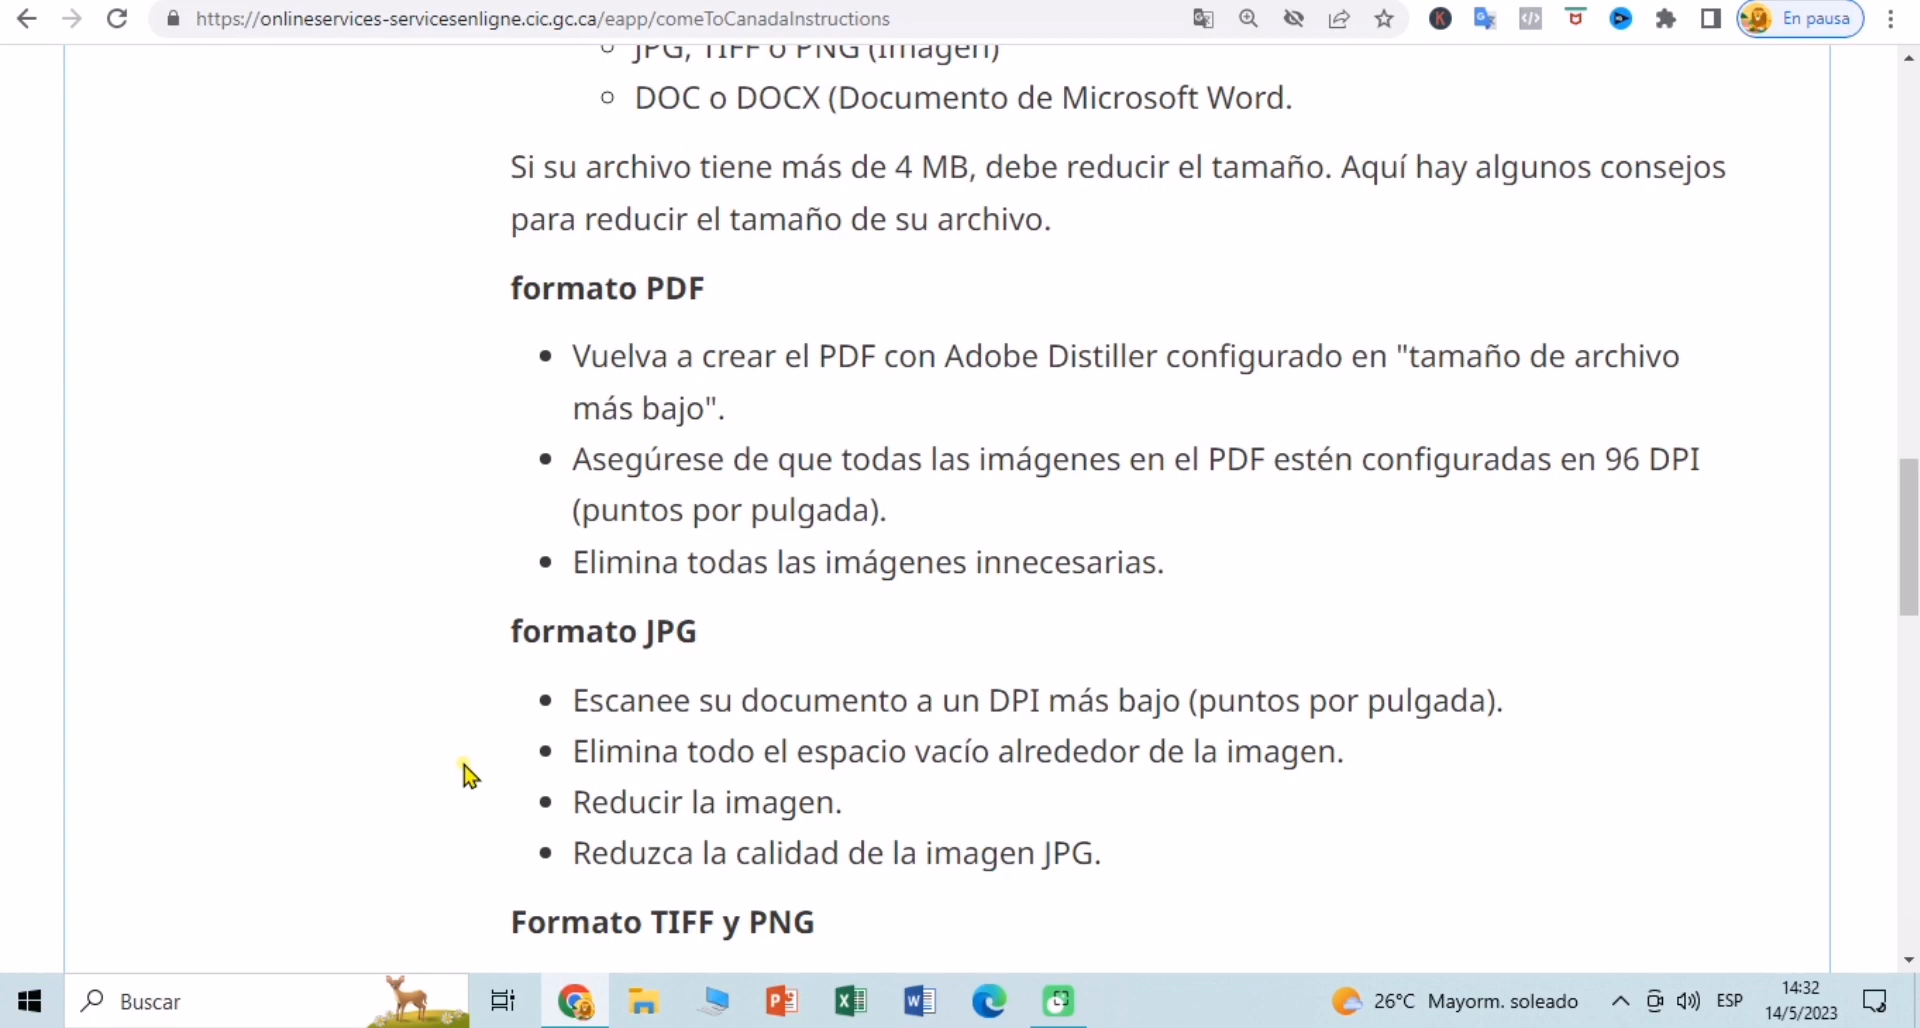 https://onlineservices-servicesenligne.cic.gc.ca/eapp/comeToCanadaInstructions
En pausa
JPG, TIFF o PNG (Imagen)
DOC o DOCX (Documento de Microsoft Word.
Si su archivo tiene más de 4 MB, debe reducir el tamaño. Aquí hay algunos consejos
para reducir el tamaño de su archivo.
formato PDF
Vuelva a crear el PDF con Adobe Distiller configurado en "tamaño de archivo
más bajo".
Asegúrese de que todas las imágenes en el PDF estén configuradas en 96 DPI
(puntos por pulgada).
Elimina todas las imágenes innecesarias.
formato JPG
Escanee su documento a un DPI más bajo (puntos por pulgada).
Elimina todo el espacio vacío alrededor de la imagen.
Reducir la imagen.
Reduzca la calidad de la imagen JPG.
Formato TIFF y PNG
Buscar
26°C Mayorm. soleado
ESP
14:32
14/5/2023